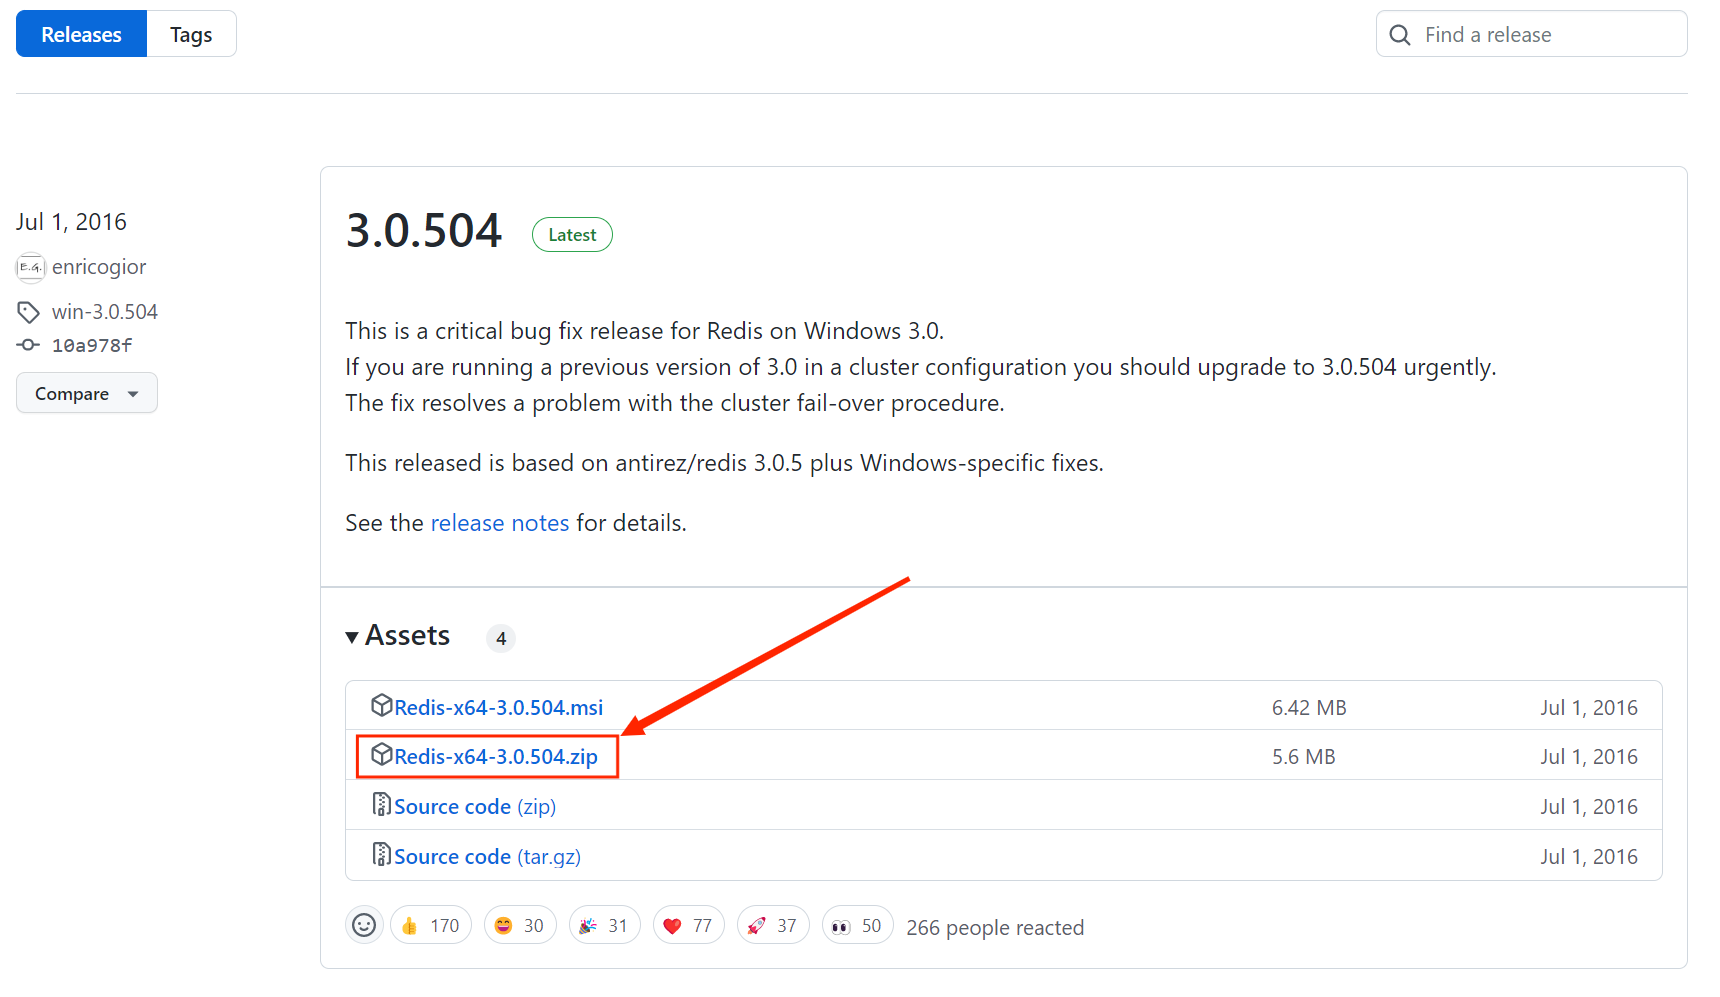 Releases
Tags
Find a release
Jul 1, 2016
E.G.
enricogior
win-3.0.504
10a978f
Compare
3.0.504
Latest
This is a critical bug fix release for Redis on Windows 3.0.
If you are running a previous version of 3.0 in a cluster configuration you should upgrade to 3.0.504 urgently.
The fix resolves a problem with the cluster fail-over procedure.
This released is based on antirez/redis 3.0.5 plus Windows-specific fixes.
See the release notes for details.
Assets 4
Redis-x64-3.0.504.msi 6.42 MB Jul 1, 2016
Redis-x64-3.0.504.zip 5.6 MB Jul 1, 2016
Source code (zip) Jul 1, 2016
Source code (tar.gz) Jul 1, 2016
170 30 31 77 37 50 266 people reacted